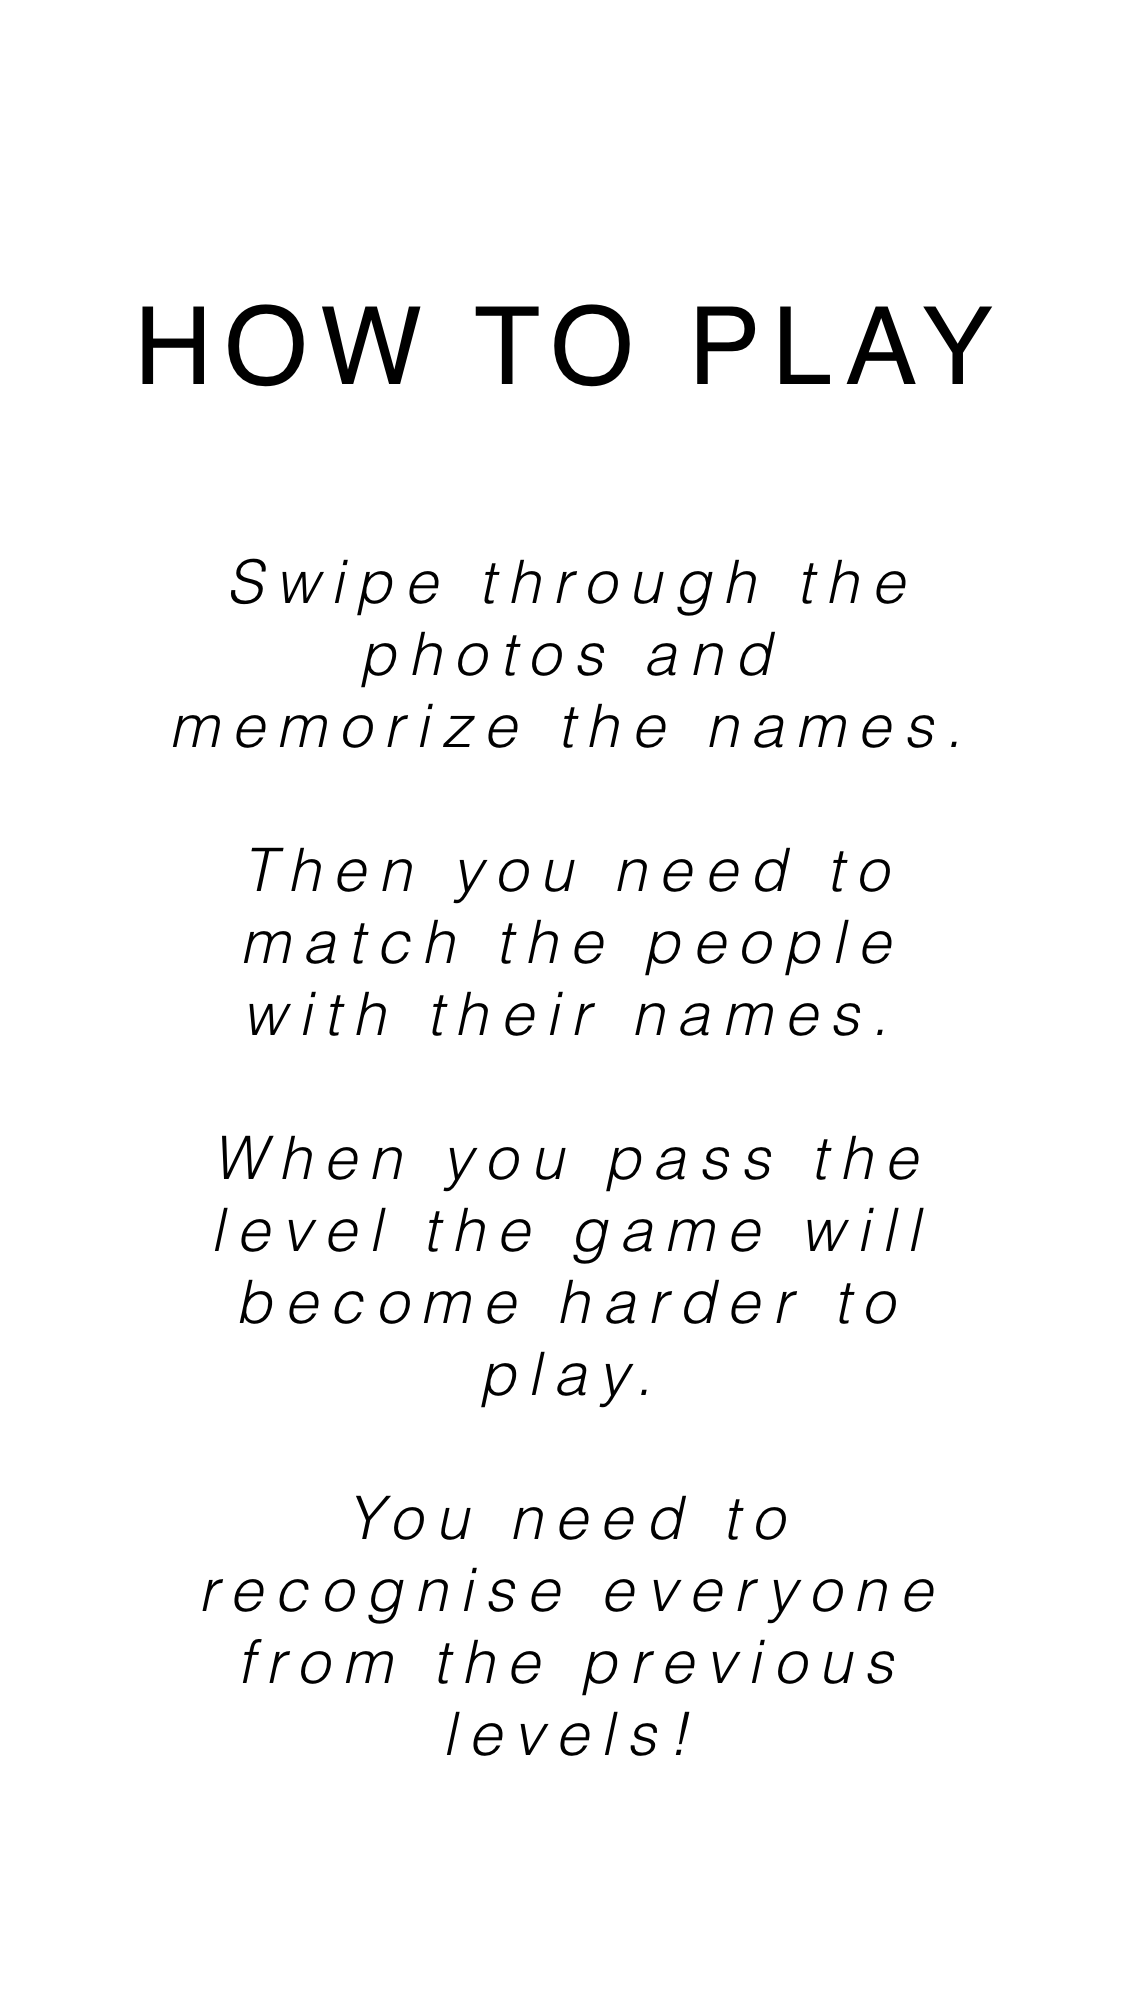 HOW TO PLAY
Swipe through the
photos and
memorize the names.
Then you need to
match the people
with their names.
When you pass the
level the game will
become harder to
play.
You need to
recognise everyone
from the previous
levels!